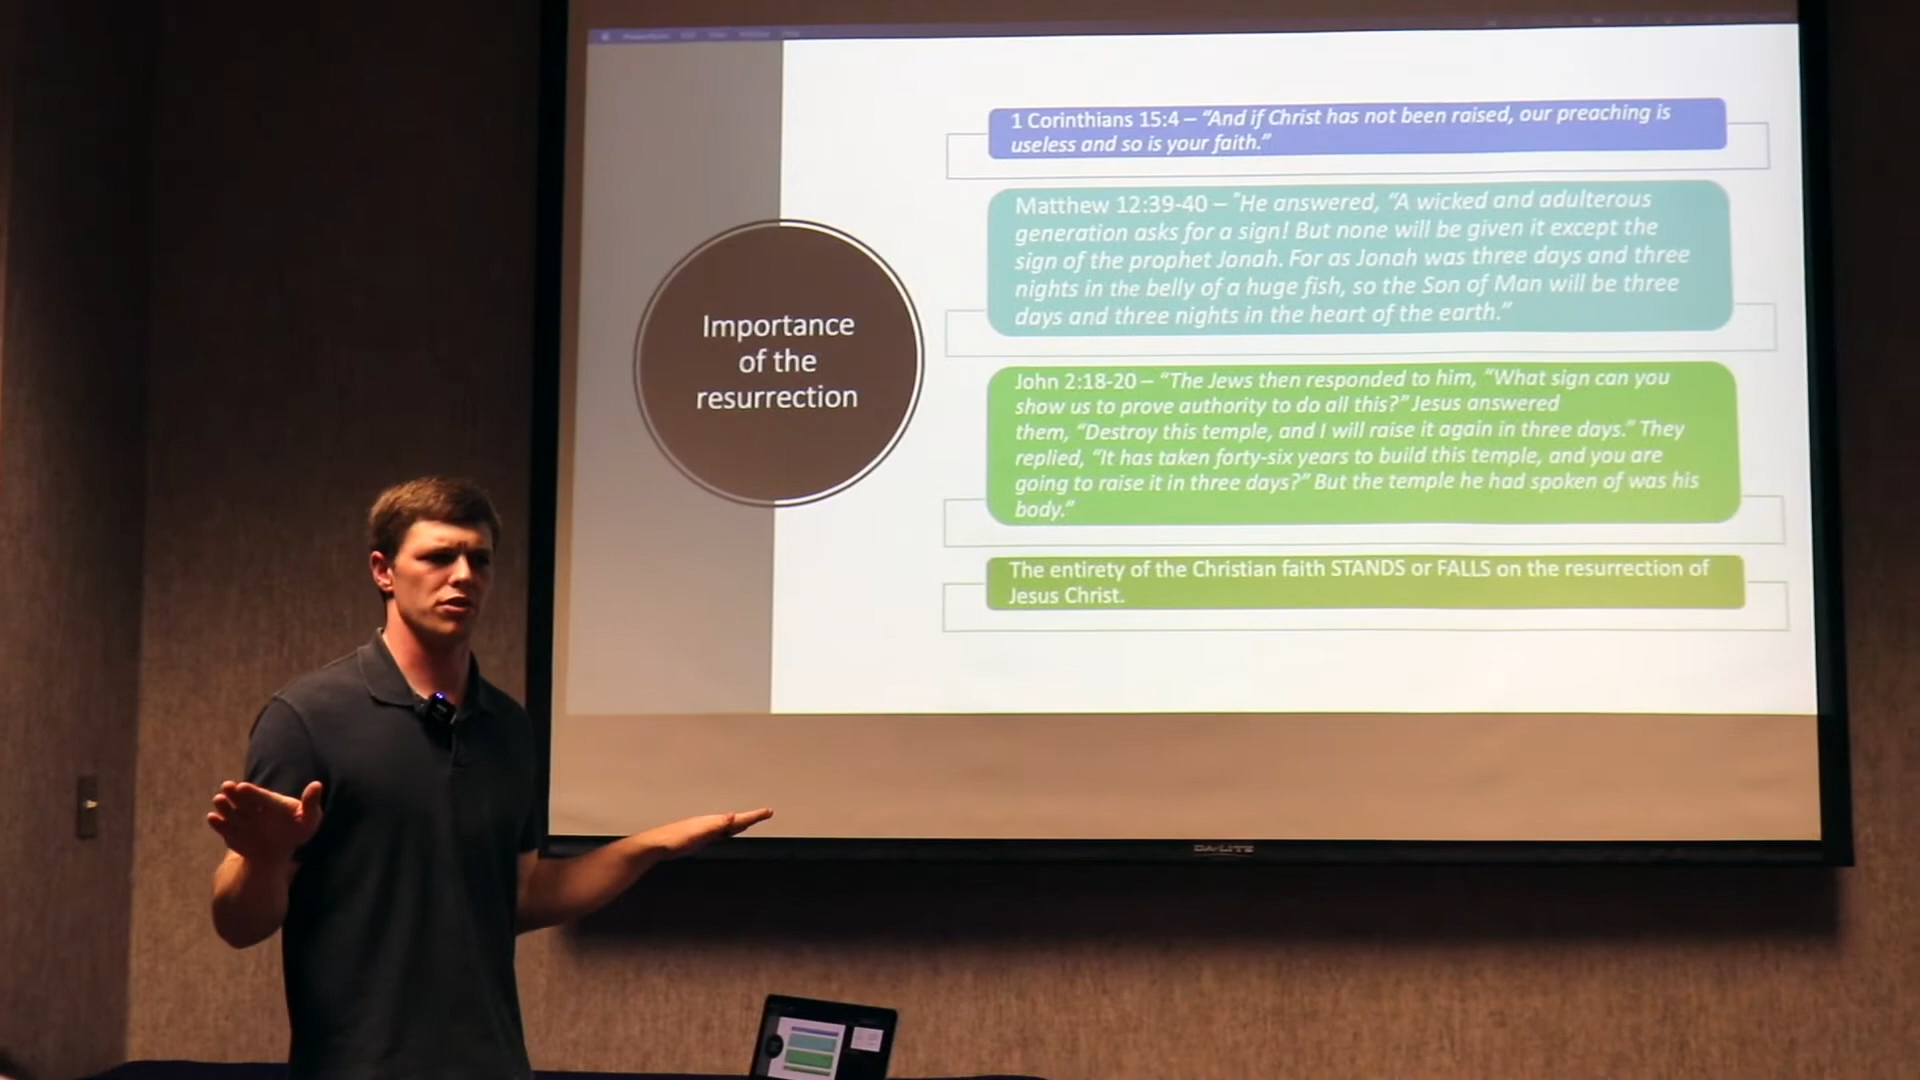 Importance
of the
resurrection
1 Corinthians 15:4 – “And if Christ has not been raised, our preaching is
useless and so is your faith.”
Matthew 12:39-40 – “He answered, “A wicked and adulterous
generation asks for a sign! But none will be given it except the
sign of the prophet Jonah. For as Jonah was three days and three
nights in the belly of a huge fish, so the Son of Man will be three
days and three nights in the heart of the earth.”
John 2:18-20 – “The Jews then responded to him, “What sign can you
show us to prove authority to do all this?” Jesus answered
them, “Destroy this temple, and I will raise it again in three days.” They
replied, “It has taken forty-six years to build this temple, and you are
going to raise it in three days?” But the temple he had spoken of was his
body.”
The entirety of the Christian faith STANDS or FALLS on the resurrection of
Jesus Christ.
DA-LITE